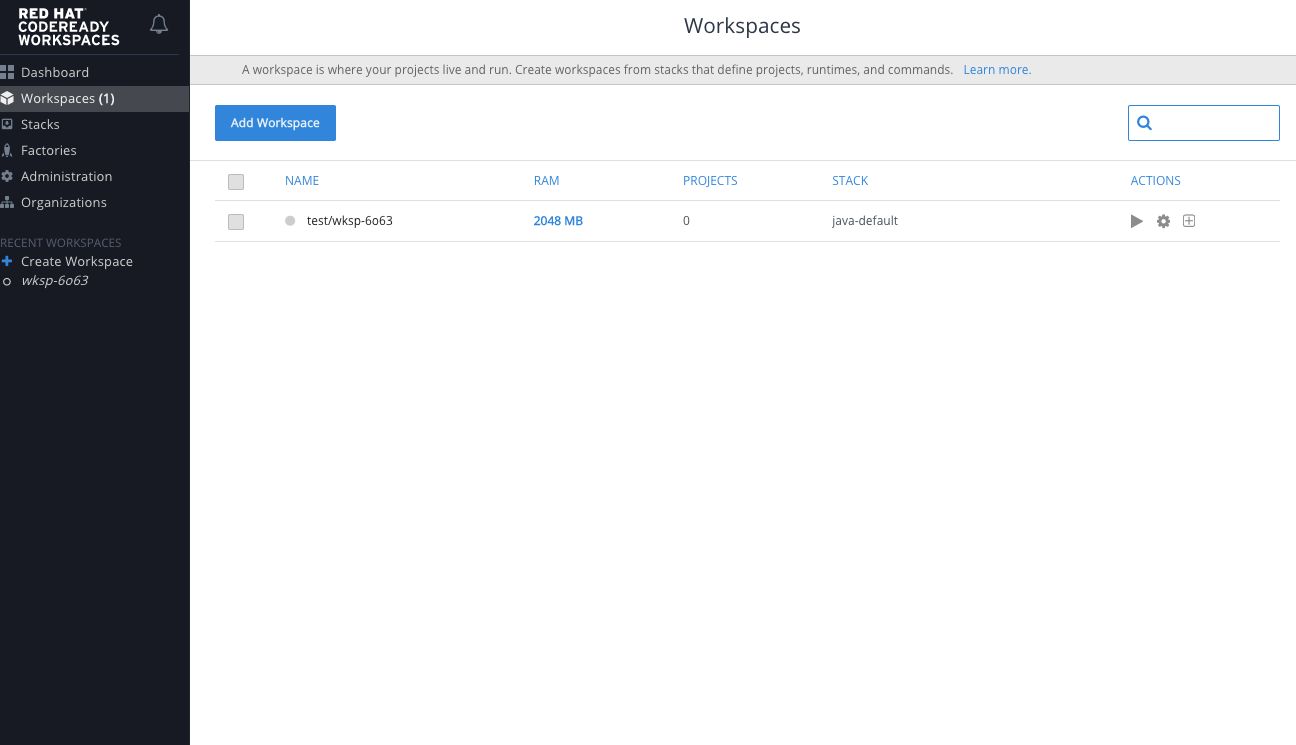 RED HAT
CODEREADY
WORKSPACES
Dashboard
Workspaces (1)
Stacks
Factories
Administration
Organizations
RECENT WORKSPACES
Create Workspace
wksp-6o63
Workspaces
A workspace is where your projects live and run. Create workspaces from stacks that define projects, runtimes, and commands. Learn more.
Add Workspace
NAME RAM PROJECTS STACK ACTIONS
test/wksp-6o63 2048 MB 0 java-default